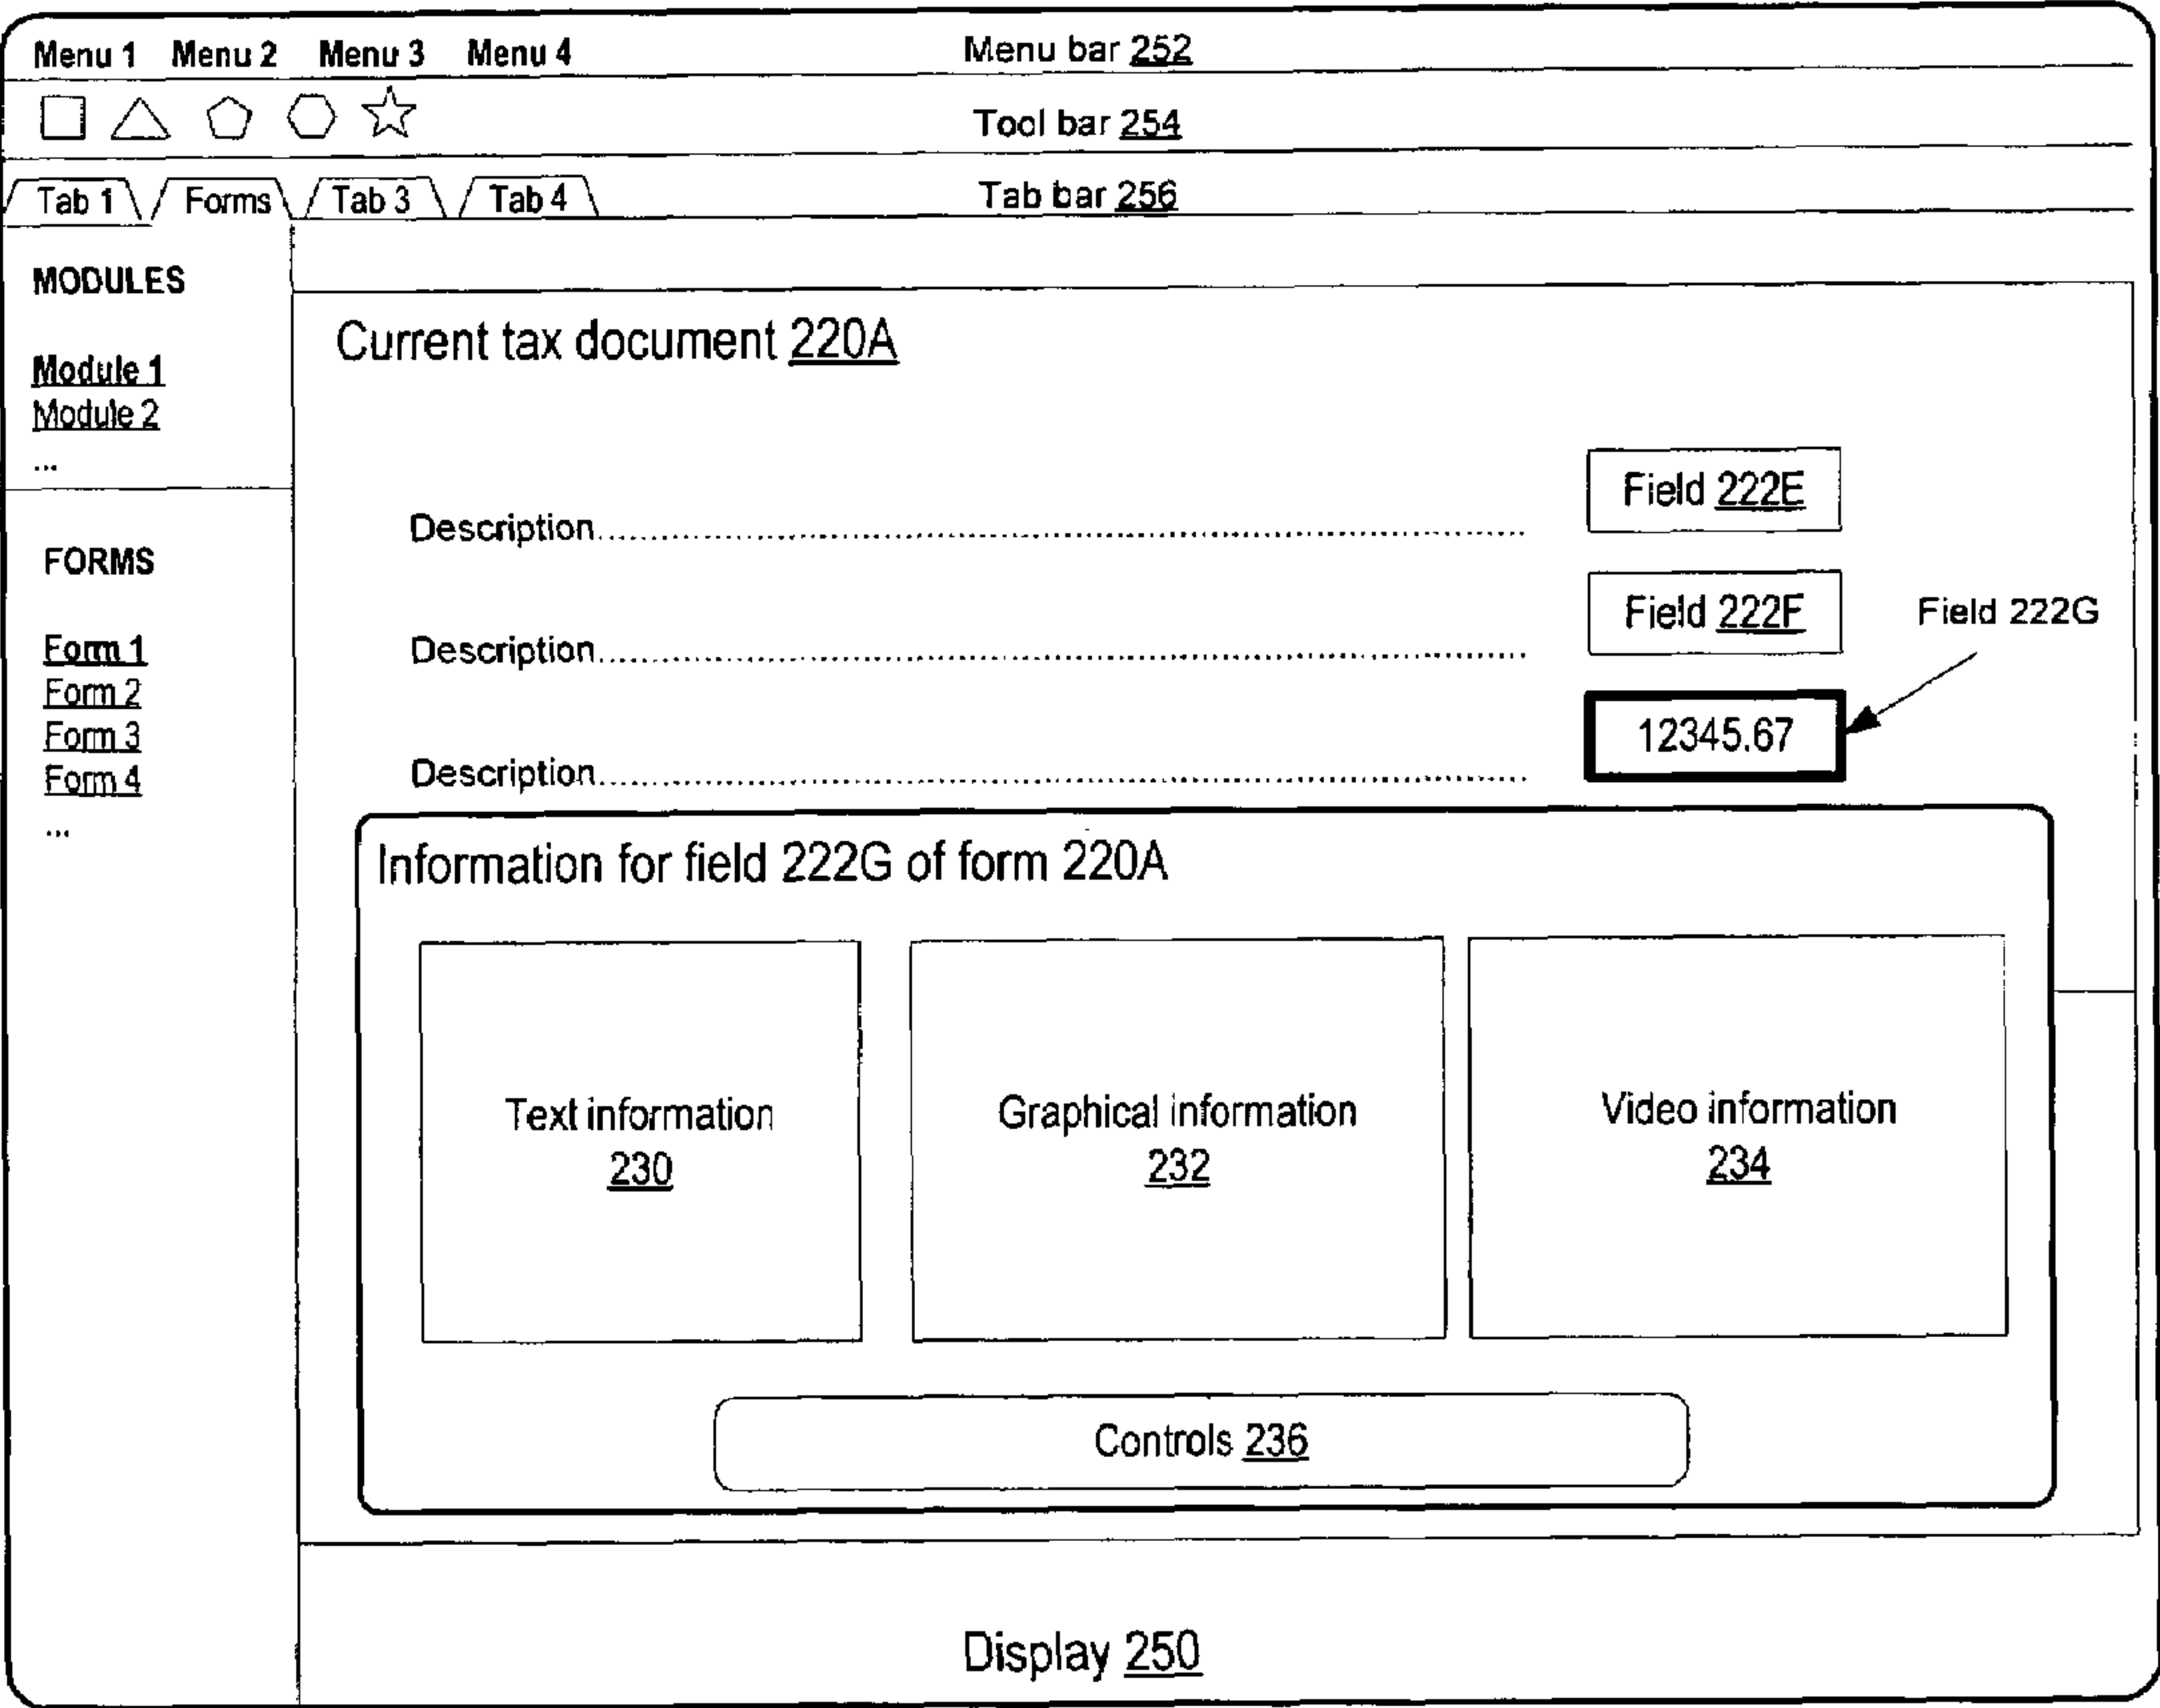 Menu 1 Menu 2 Menu 3 Menu 4 Menu bar 252
Tool bar 254
Tab 1 Forms Tab 3 Tab 4 Tab bar 256
MODULES
Module 1
Module 2
...
FORMS
Form 1
Form 2
Form 3
Form 4
...
Current tax document 220A
Description........ Field 222E
Description........ Field 222F
Field 222G
Description........ 12345.67
Information for field 222G of form 220A
Text information
230
Graphical information
232
Video information
234
Controls 236
Display 250